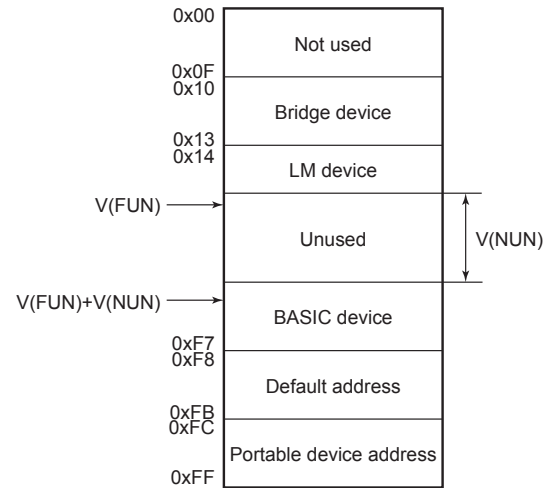 0x00
Not used
0x0F
0x10
Bridge device
0x13
0x14
LM device
V(FUN)
Unused
V(NUN)
V(FUN)+V(NUN)
BASIC device
0xF7
0xF8
Default address
0xFB
0xFC
Portable device address
0xFF